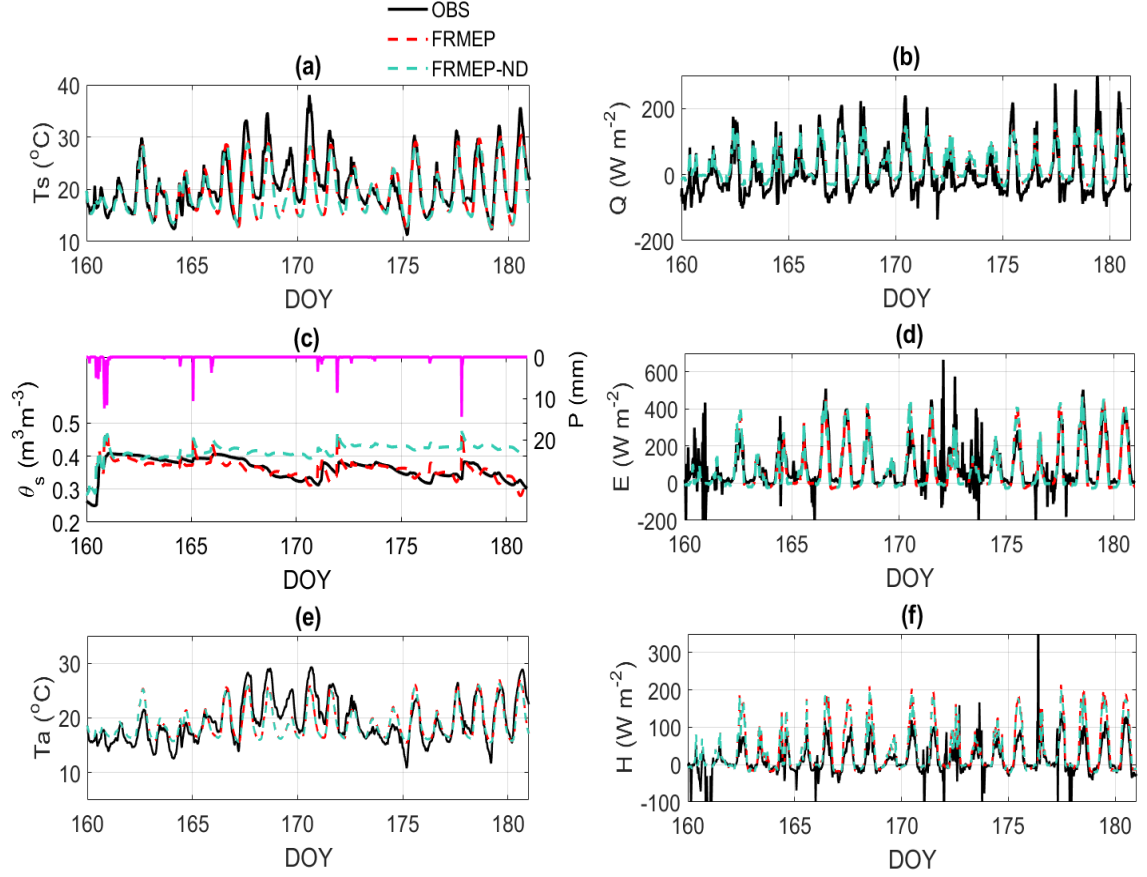 OBS
FRMEP
FRMEP-ND
(a)
40
30
20
10
Ts (°C)
160 165 170 175 180
DOY
(b)
200
0
-200
Q (W m-2)
160 165 170 175 180
DOY
(c)
0.5
0.4
0.3
0.2
θs (m3m-3)
0
10
20
P (mm)
160 165 170 175 180
DOY
(d)
600
400
200
0
-200
E (W m-2)
160 165 170 175 180
DOY
(e)
30
20
10
Ta (°C)
160 165 170 175 180
DOY
(f)
300
200
100
0
-100
H (W m-2)
160 165 170 175 180
DOY